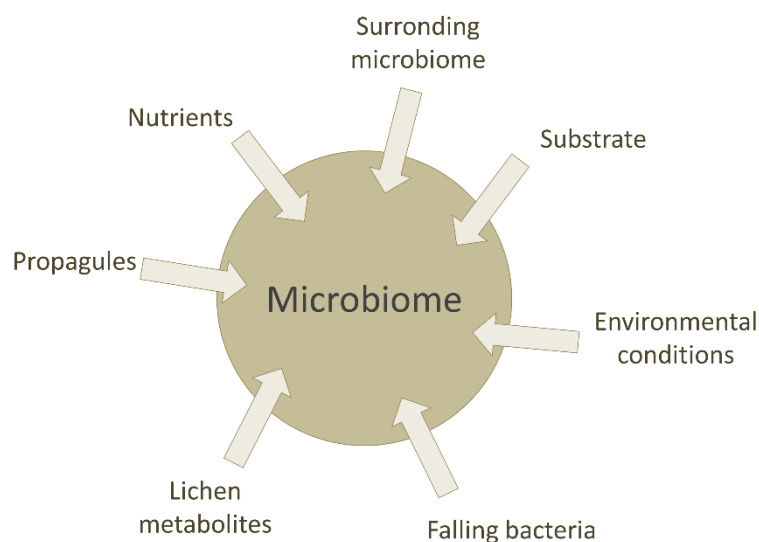 Surronding
microbiome
Nutrients
Substrate
Propagules
Microbiome
Environmental
conditions
Lichen
metabolites
Falling bacteria